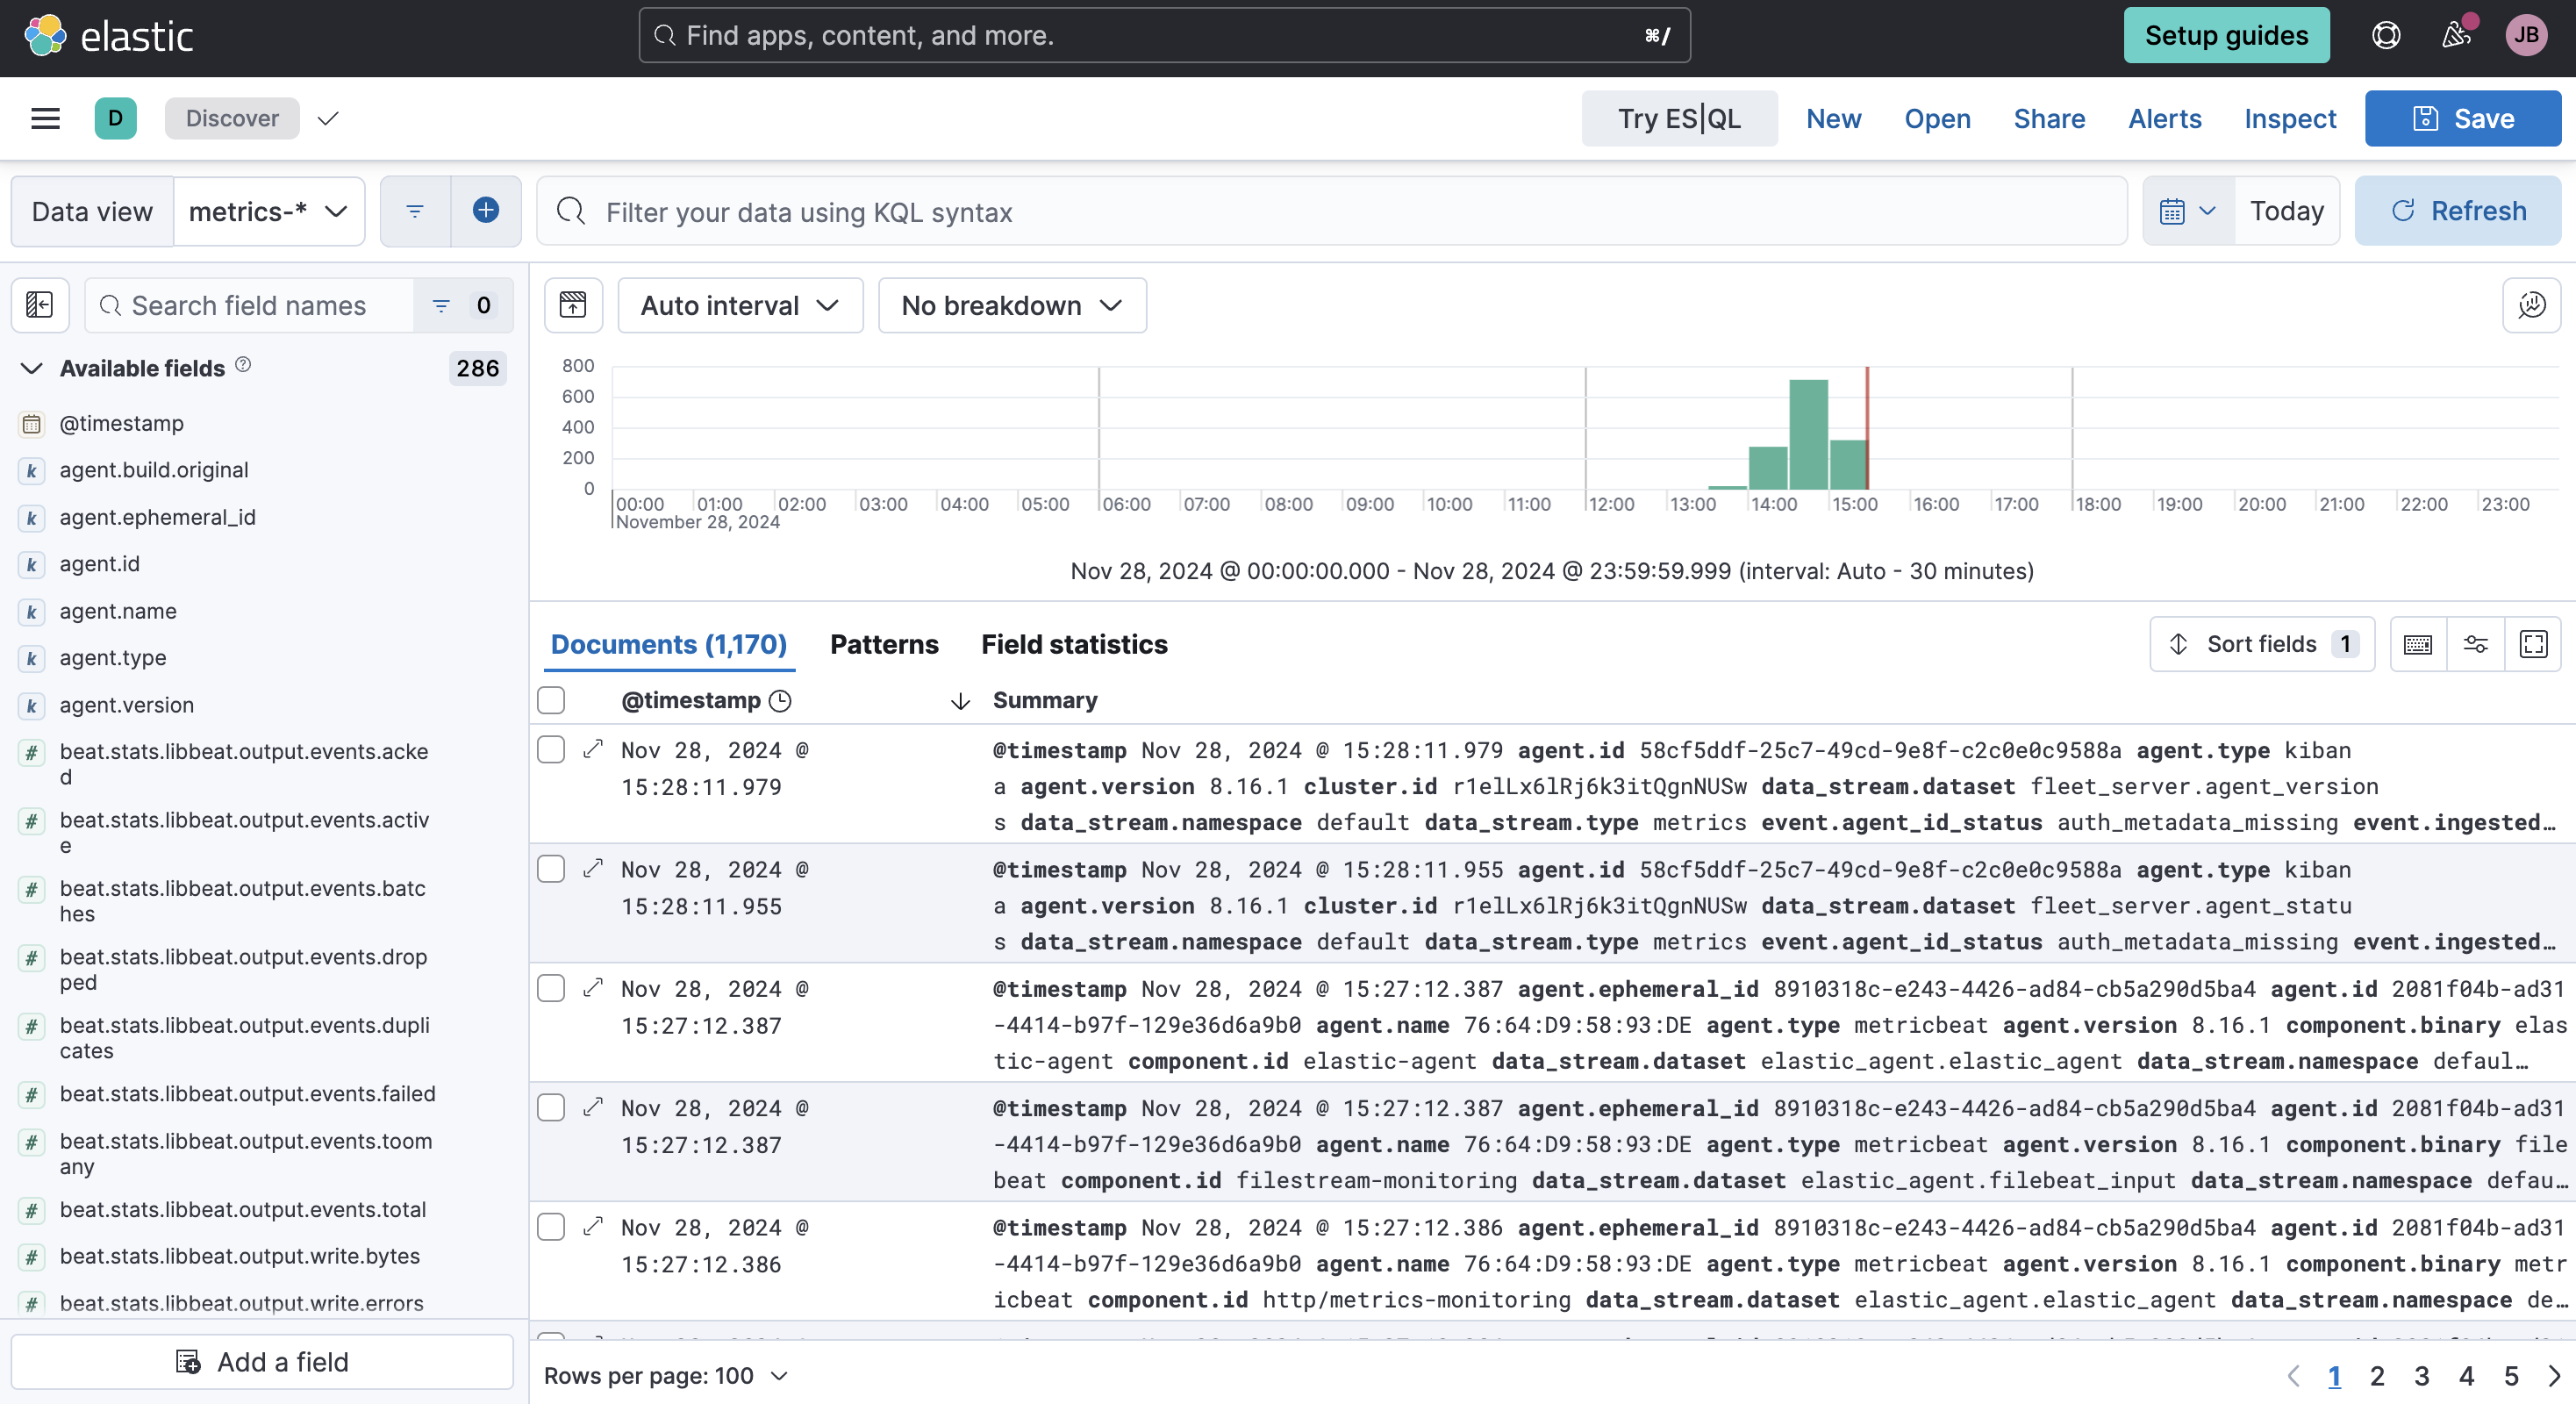 elastic
Find apps, content, and more.
⌘/
Setup guides
JB
D
Discover
Try ES|QL
New
Open
Share
Alerts
Inspect
Save
Data view
metrics-*
Filter your data using KQL syntax
Today
Refresh
Search field names
0
Auto interval
No breakdown
Available fields
286
@timestamp
k agent.build.original
k agent.ephemeral_id
k agent.id
k agent.name
k agent.type
k agent.version
# beat.stats.libbeat.output.events.acke
d
# beat.stats.libbeat.output.events.activ
e
# beat.stats.libbeat.output.events.batc
hes
# beat.stats.libbeat.output.events.drop
ped
# beat.stats.libbeat.output.events.dupli
cates
# beat.stats.libbeat.output.events.failed
# beat.stats.libbeat.output.events.toom
any
# beat.stats.libbeat.output.events.total
# beat.stats.libbeat.output.write.bytes
# beat.stats.libbeat.output.write.errors
Add a field
800
600
400
200
0
00:00 01:00 02:00 03:00 04:00 05:00 06:00 07:00 08:00 09:00 10:00 11:00 12:00 13:00 14:00 15:00 16:00 17:00 18:00 19:00 20:00 21:00 22:00 23:00
November 28, 2024
Nov 28, 2024 @ 00:00:00.000 - Nov 28, 2024 @ 23:59:59.999 (interval: Auto - 30 minutes)
Documents (1,170)
Patterns
Field statistics
Sort fields 1
@timestamp
Summary
Nov 28, 2024 @
15:28:11.979
@timestamp Nov 28, 2024 @ 15:28:11.979 agent.id 58cf5ddf-25c7-49cd-9e8f-c2c0e0c9588a agent.type kiban
a agent.version 8.16.1 cluster.id r1elLx6lRj6k3itQgnNUSw data_stream.dataset fleet_server.agent_version
s data_stream.namespace default data_stream.type metrics event.agent_id_status auth_metadata_missing event.ingested…
Nov 28, 2024 @
15:28:11.955
@timestamp Nov 28, 2024 @ 15:28:11.955 agent.id 58cf5ddf-25c7-49cd-9e8f-c2c0e0c9588a agent.type kiban
a agent.version 8.16.1 cluster.id r1elLx6lRj6k3itQgnNUSw data_stream.dataset fleet_server.agent_statu
s data_stream.namespace default data_stream.type metrics event.agent_id_status auth_metadata_missing event.ingested…
Nov 28, 2024 @
15:27:12.387
@timestamp Nov 28, 2024 @ 15:27:12.387 agent.ephemeral_id 8910318c-e243-4426-ad84-cb5a290d5ba4 agent.id 2081f04b-ad31
-4414-b97f-129e36d6a9b0 agent.name 76:64:D9:58:93:DE agent.type metricbeat agent.version 8.16.1 component.binary elas
tic-agent component.id elastic-agent data_stream.dataset elastic_agent.elastic_agent data_stream.namespace defaul…
Nov 28, 2024 @
15:27:12.387
@timestamp Nov 28, 2024 @ 15:27:12.387 agent.ephemeral_id 8910318c-e243-4426-ad84-cb5a290d5ba4 agent.id 2081f04b-ad31
-4414-b97f-129e36d6a9b0 agent.name 76:64:D9:58:93:DE agent.type metricbeat agent.version 8.16.1 component.binary file
beat component.id filestream-monitoring data_stream.dataset elastic_agent.filebeat_input data_stream.namespace defau…
Nov 28, 2024 @
15:27:12.386
@timestamp Nov 28, 2024 @ 15:27:12.386 agent.ephemeral_id 8910318c-e243-4426-ad84-cb5a290d5ba4 agent.id 2081f04b-ad31
-4414-b97f-129e36d6a9b0 agent.name 76:64:D9:58:93:DE agent.type metricbeat agent.version 8.16.1 component.binary metr
icbeat component.id http/metrics-monitoring data_stream.dataset elastic_agent.elastic_agent data_stream.namespace de…
Rows per page: 100
1 2 3 4 5